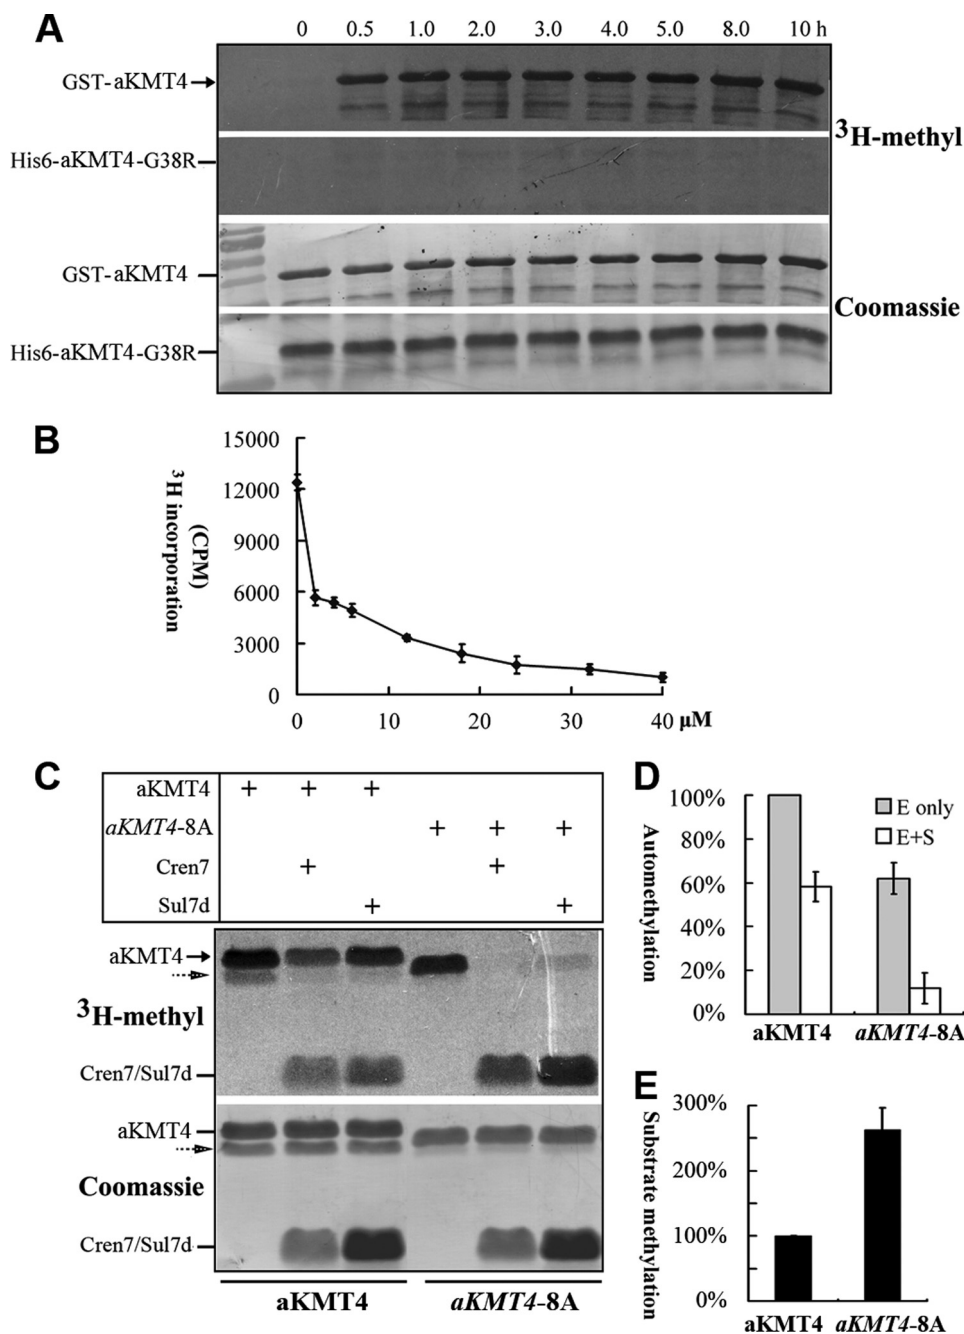 A
0 0.5 1.0 2.0 3.0 4.0 5.0 8.0 10 h
GST-aKMT4
³H-methyl
His6-aKMT4-G38R
GST-aKMT4
Coomassie
His6-aKMT4-G38R
B
³H incorporation
(CPM)
15000
12000
9000
6000
3000
0
0 10 20 30 40 µM
C
aKMT4 + + +
aKMT4-8A + + +
Cren7 + +
Sul7d + +
aKMT4
³H-methyl
Cren7/Sul7d
aKMT4
Coomassie
Cren7/Sul7d
aKMT4 aKMT4-8A
D
Automethylation
100%
80%
60%
40%
20%
0%
E only
E+S
aKMT4 aKMT4-8A
E
Substrate methylation
300%
200%
100%
0%
aKMT4 aKMT4-8A